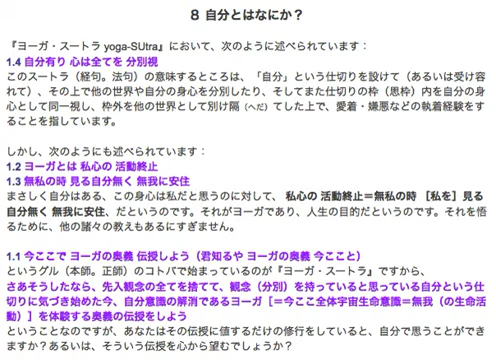 8 自分とはなにか？
『ヨーガ・スートラ yoga-SUtra』において、次のように述べられています：
1.4 自分有り 心は全てを 分別視
このスートラ（経句。法句）の意味するところは、「自分」という仕切りを設けて（あるいは受け容
れて）、その上で他の世界や自分の身心を分別したり、そしてまた仕切りの枠（思枠）内を自分の身
心として同一視し、枠外を他の世界として別け隔（へだ）てした上で、愛着・嫌悪などの執着経験をす
ることを指しています。
しかし、次のようにも述べられています：
1.2 ヨーガとは 私心の 活動終止
1.3 無私の時 見る自分無く 無我に安住
まさしく自分はある、この身心は私だと思うのに対して、 私心の 活動終止＝無私の時 ［私を］見る
自分無く 無我に安住、だというのです。それがヨーガであり、人生の目的だというのです。それを悟
るために、他の諸々の教えもあるにすぎません。
1.1 今ここで ヨーガの奥義 伝授しよう（君知るや ヨーガの奥義 今こここと）
というグル（本師。正師）のコトバで始まっているのが『ヨーガ・スートラ』ですから、
さあそうしたなら、先入観念の全てを捨てて、観念（分別）を持っていると思っている自分という仕
切りに気づき始めた今、自分意識の解消であるヨーガ［＝今ここ全体宇宙生命意識＝無我（の生命活
動）］を体験する奥義の伝授をしよう
ということなのですが、あなたはその伝授に値するだけの修行をしていると、自分で思うことができ
ますか？あるいは、そういう伝授を心から望むでしょうか？